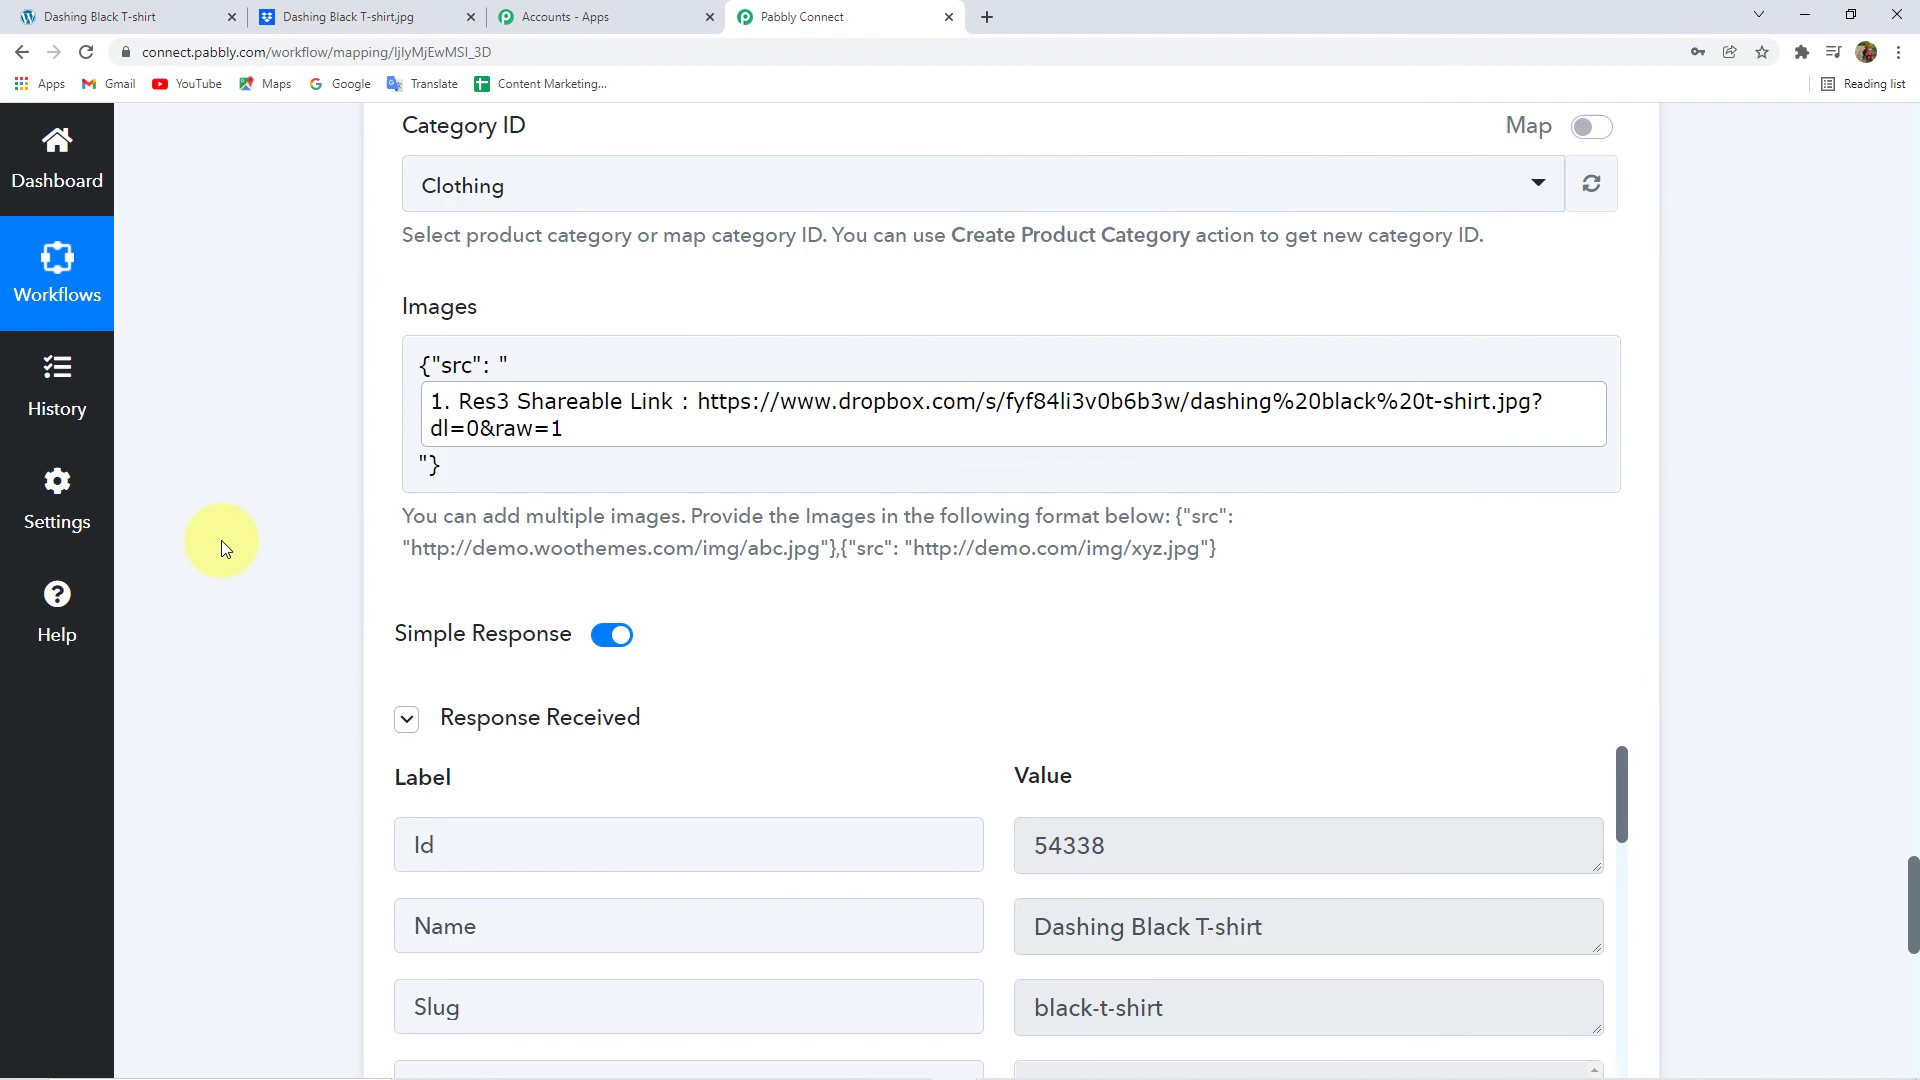 Dashing Black T-shirt
Dashing Black T-shirt.jpg
Accounts - Apps
Pabbly Connect
connect.pabbly.com/workflow/mapping/IjIyMjEwMSI_3D
Apps
Gmail
YouTube
Maps
Google
Translate
Content Marketing...
Reading list
Dashboard
Workflows
History
Settings
Help
Category ID
Map
Clothing
Select product category or map category ID. You can use Create Product Category action to get new category ID.
Images
{"src": "
1. Res3 Shareable Link : https://www.dropbox.com/s/fyf84li3v0b6b3w/dashing%20black%20t-shirt.jpg?
dl=0&raw=1
"}
You can add multiple images. Provide the Images in the following format below: {"src":
"http://demo.woothemes.com/img/abc.jpg"},{"src": "http://demo.com/img/xyz.jpg"}
Simple Response
Response Received
Label
Value
Id
54338
Name
Dashing Black T-shirt
Slug
black-t-shirt